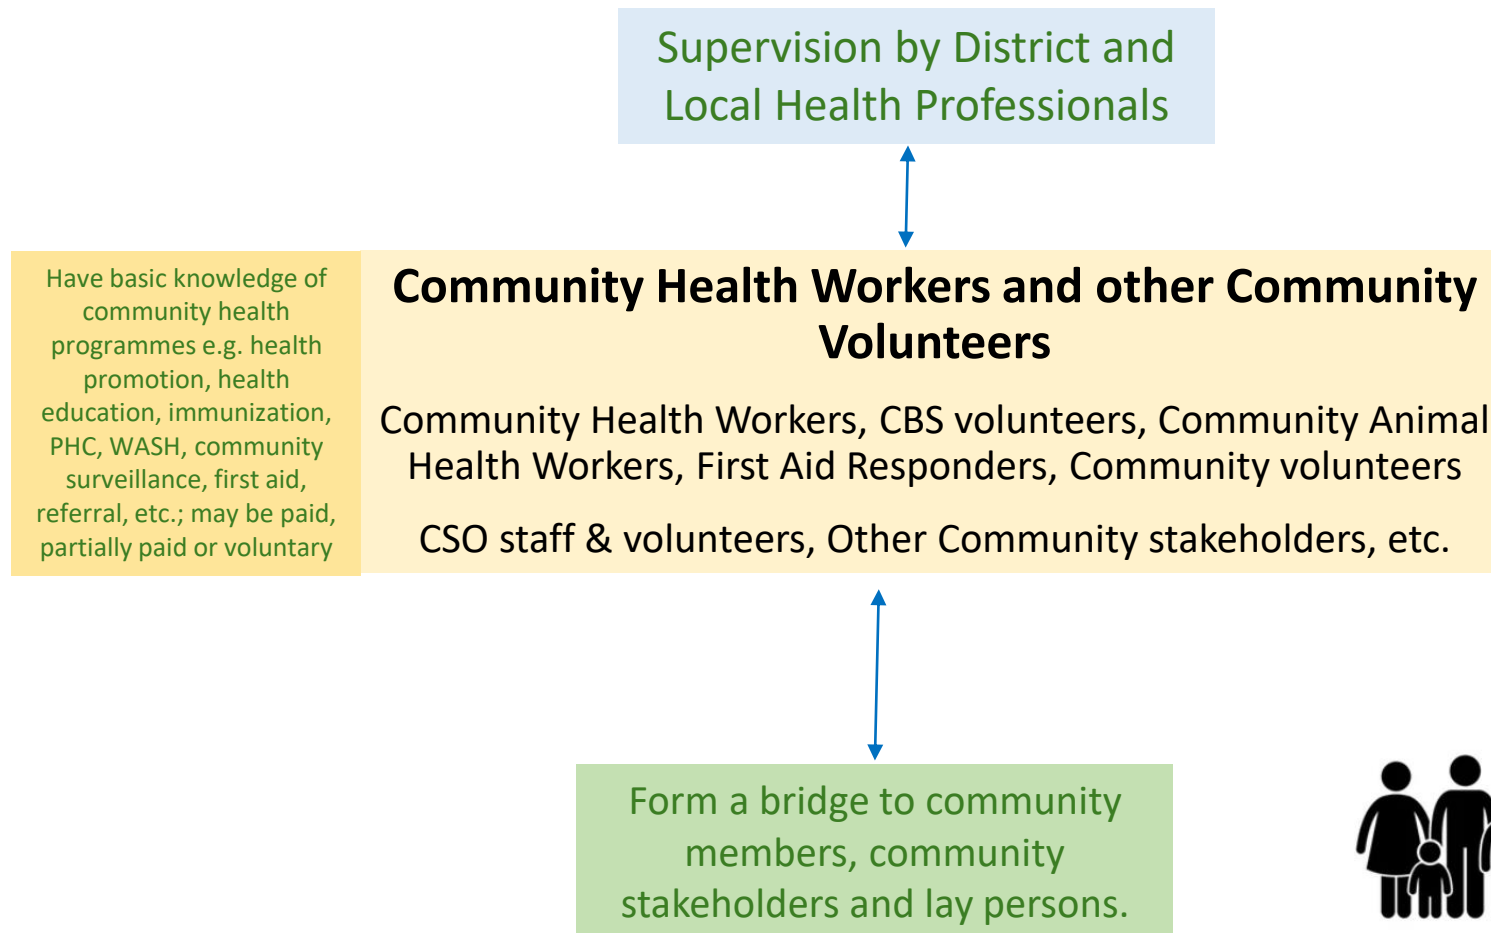 Supervision by District and
Local Health Professionals
Have basic knowledge of
community health
programmes e.g. health
promotion, health
education, immunization,
PHC, WASH, community
surveillance, first aid,
referral, etc.; may be paid,
partially paid or voluntary
Community Health Workers and other Community
Volunteers
Community Health Workers, CBS volunteers, Community Animal
Health Workers, First Aid Responders, Community volunteers
CSO staff & volunteers, Other Community stakeholders, etc.
Form a bridge to community
members, community
stakeholders and lay persons.